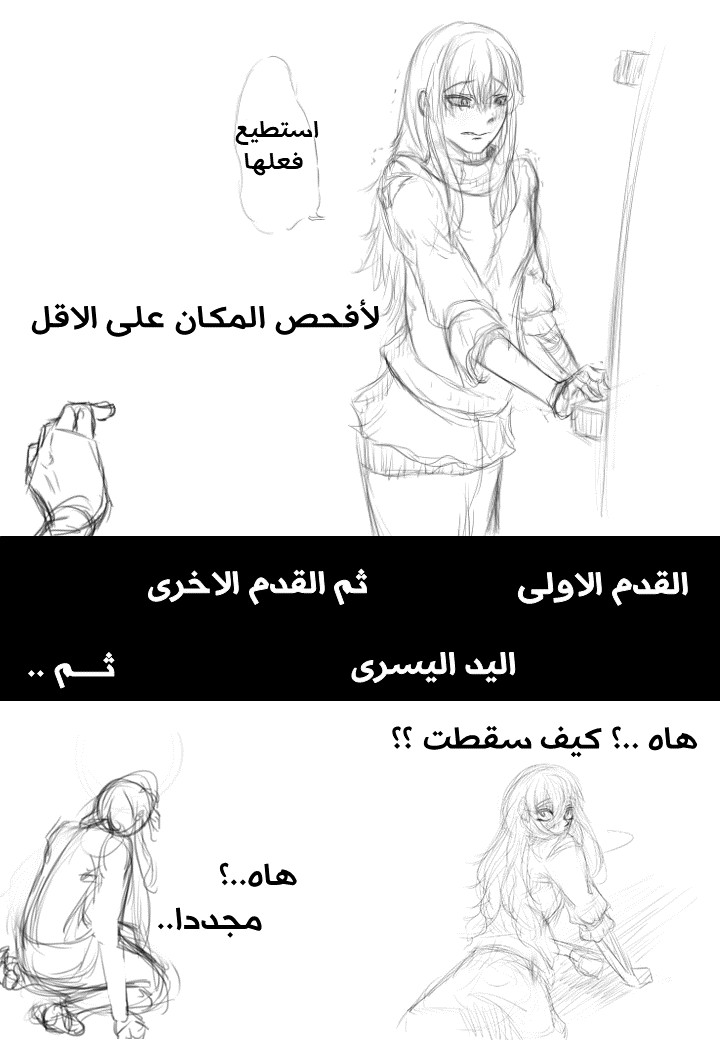 استطيع
فعلها
لأفحص المكان على الاقل
القدم الاولى
ثم القدم الاخرى
اليد اليسرى
ثـــم ..
هاه ..؟ كيف سقطت ؟؟
هاه..؟
مجددا..